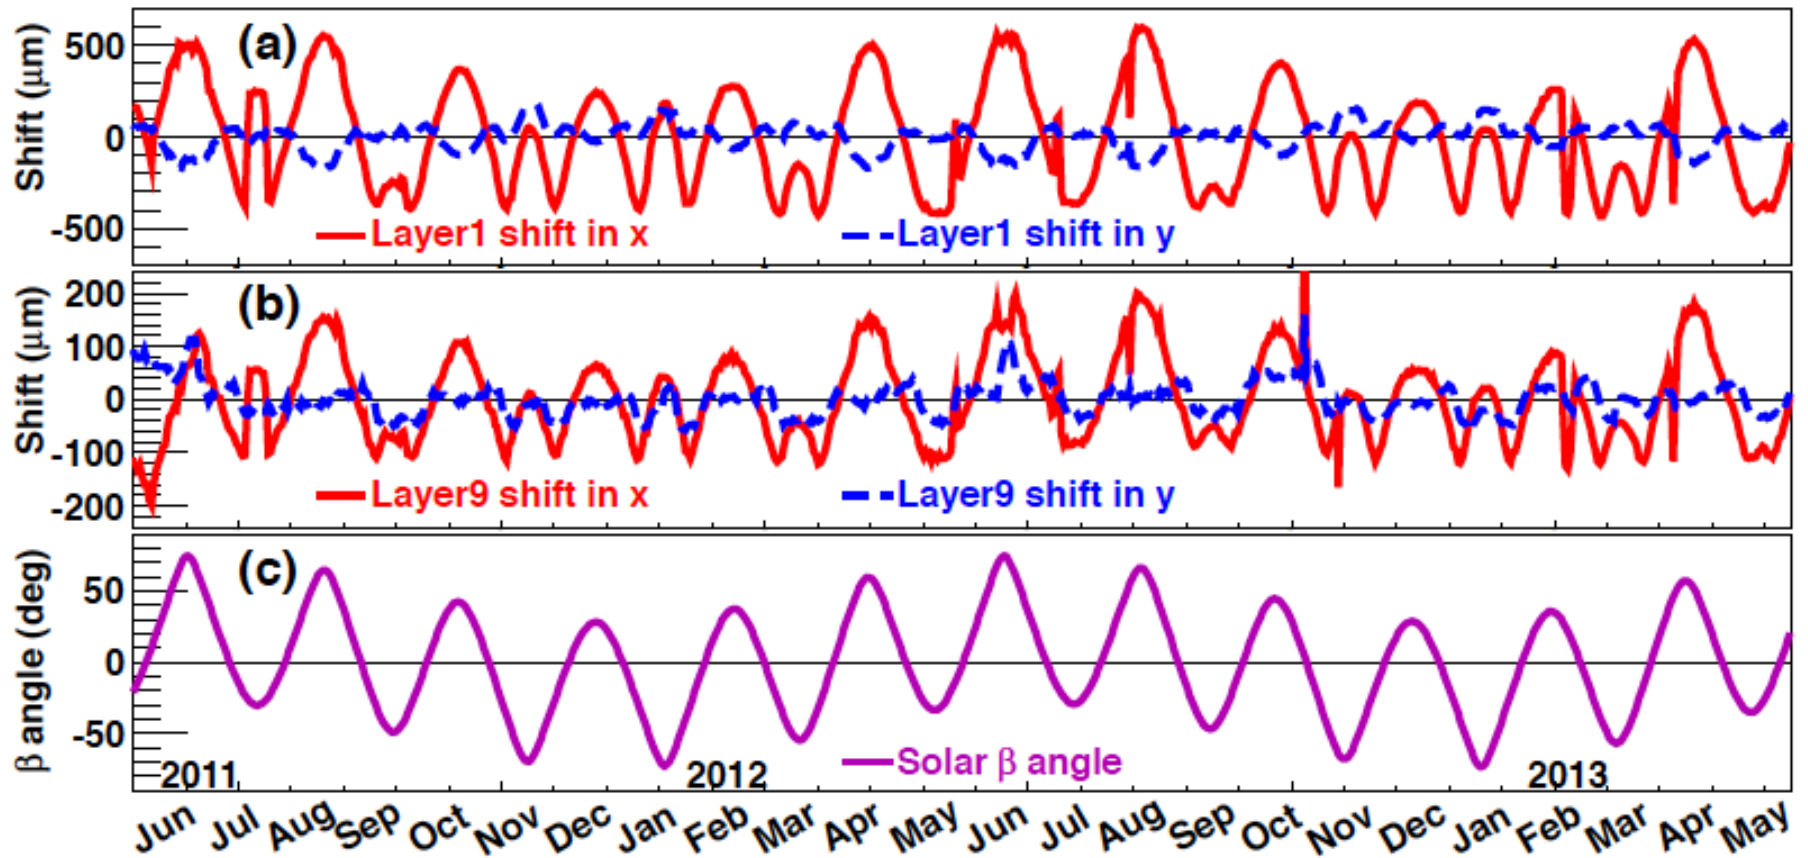 (a)
Shift (μm)
500
0
-500
Layer1 shift in x
Layer1 shift in y
(b)
Shift (μm)
200
100
0
-100
-200
Layer9 shift in x
Layer9 shift in y
(c)
β angle (deg)
50
0
-50
Solar β angle
2011 2012 2013
Jun Jul Aug Sep Oct Nov Dec Jan Feb Mar Apr May Jun Jul Aug Sep Oct Nov Dec Jan Feb Mar Apr May